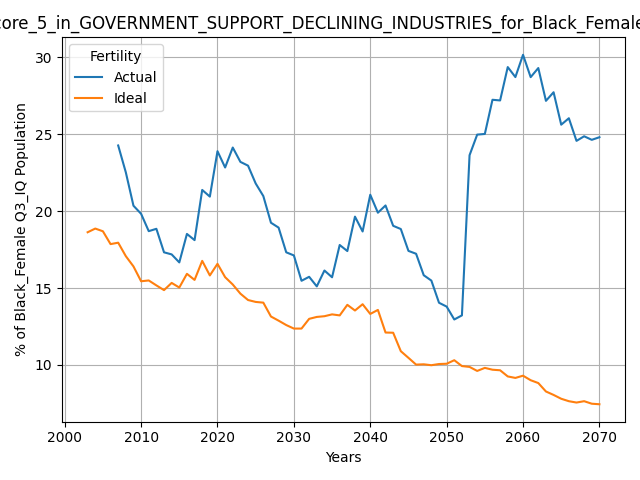 core_5_in_GOVERNMENT_SUPPORT_DECLINING_INDUSTRIES_for_Black_Female
Fertility
Actual
Ideal
% of Black_Female Q3_IQ Population
30
25
20
15
10
2000 2010 2020 2030 2040 2050 2060 2070
Years